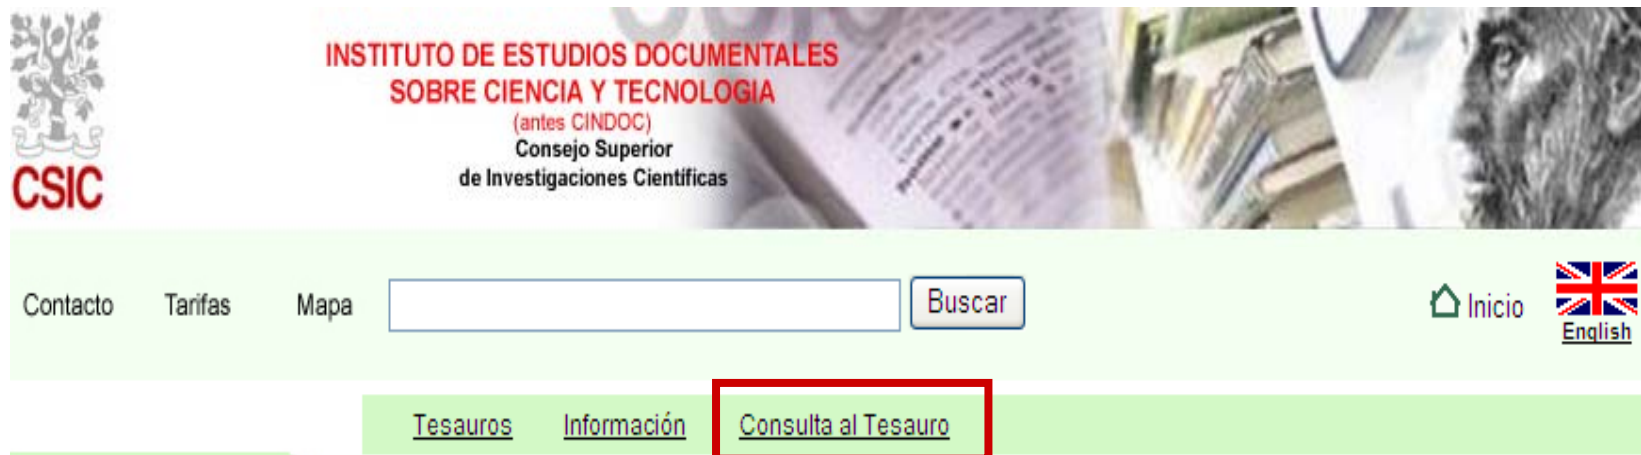 INSTITUTO DE ESTUDIOS DOCUMENTALES
SOBRE CIENCIA Y TECNOLOGIA
(antes CINDOC)
Consejo Superior
de Investigaciones Científicas
CSIC
Contacto Tarifas Mapa Buscar Inicio English
Tesauros Información Consulta al Tesauro